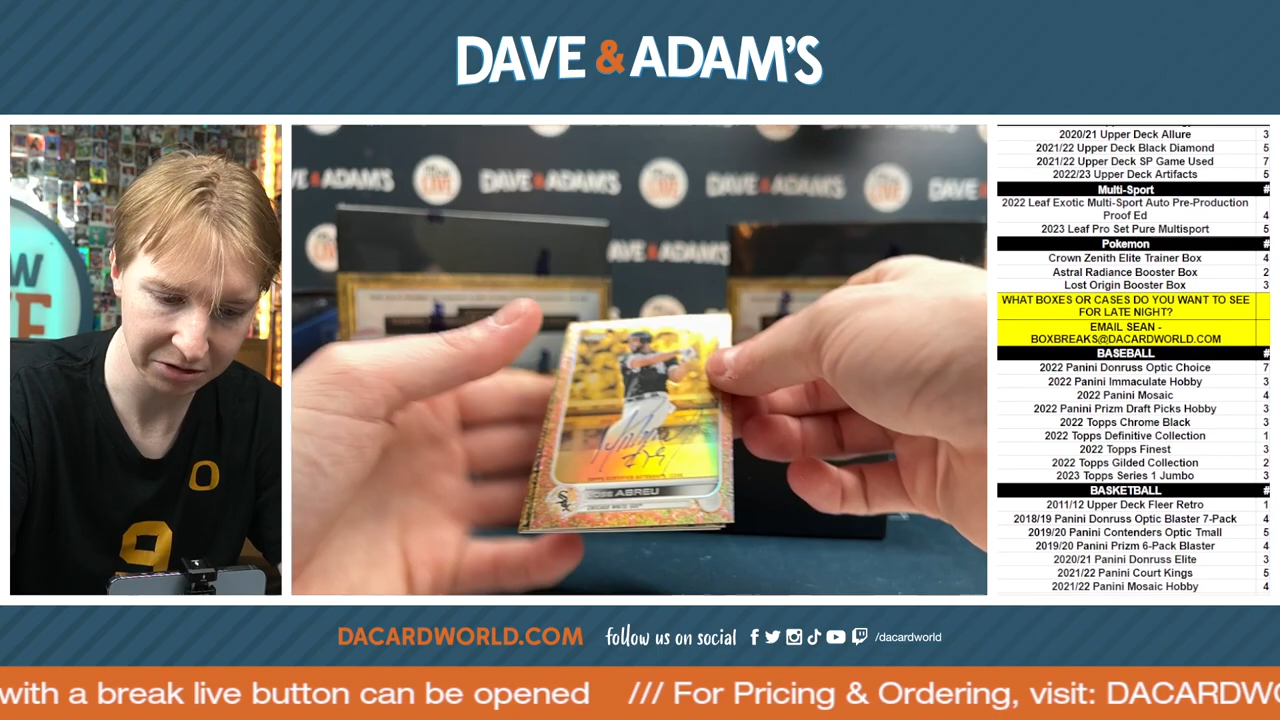 DAVE & ADAM'S
2020/21 Upper Deck Allure 3
2021/22 Upper Deck Black Diamond 5
2021/22 Upper Deck SP Game Used 7
2022/23 Upper Deck Artifacts 5
Multi-Sport #
2022 Leaf Exotic Multi-Sport Auto Pre-Production
Proof Ed 4
2023 Leaf Pro Set Pure Multisport 5
Pokemon #
Crown Zenith Elite Trainer Box 4
Astral Radiance Booster Box 2
Lost Origin Booster Box 3
WHAT BOXES OR CASES DO YOU WANT TO SEE
FOR LATE NIGHT?
EMAIL SEAN -
BOXBREAKS@DACARDWORLD.COM
BASEBALL #
2022 Panini Donruss Optic Choice 7
2022 Panini Immaculate Hobby 3
2022 Panini Mosaic 4
2022 Panini Prizm Draft Picks Hobby 3
2022 Topps Chrome Black 3
2022 Topps Definitive Collection 1
2022 Topps Finest 3
2022 Topps Gilded Collection 2
2023 Topps Series 1 Jumbo 3
BASKETBALL #
2011/12 Upper Deck Fleer Retro 1
2018/19 Panini Donruss Optic Blaster 7-Pack 4
2019/20 Panini Contenders Optic Tmall 5
2019/20 Panini Prizm 6-Pack Blaster 4
2020/21 Panini Donruss Elite 3
2021/22 Panini Court Kings 5
2021/22 Panini Mosaic Hobby 4
DAVE & ADAM'S
DAVE & ADAM'S
LIVE
JOSE ABREU
O
9
DACARDWORLD.COM follow us on social /dacardworld
with a break live button can be opened /// For Pricing & Ordering, visit: DACARDWO